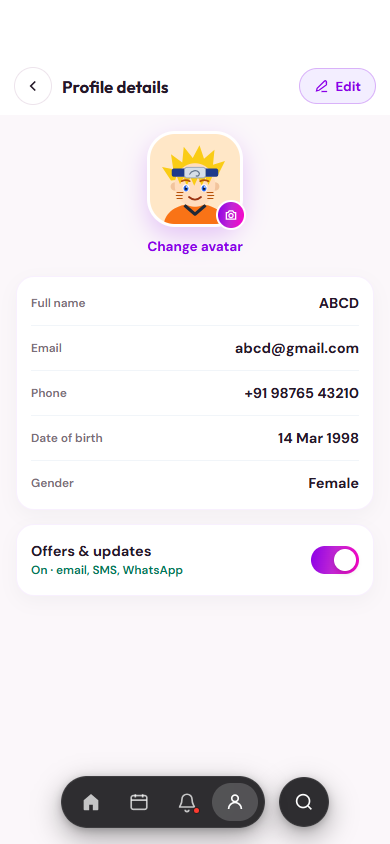 Profile details
Edit
Change avatar
Full name ABCD
Email abcd@gmail.com
Phone +91 98765 43210
Date of birth 14 Mar 1998
Gender Female
Offers & updates
On · email, SMS, WhatsApp